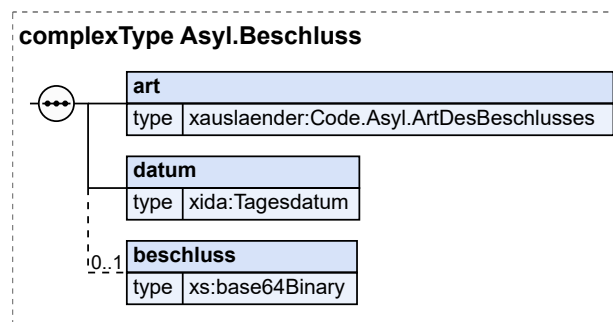 complexType Asyl.Beschluss
art
type xauslaender:Code.Asyl.ArtDesBeschlusses
datum
type xida:Tagesdatum
0..1
beschluss
type xs:base64Binary